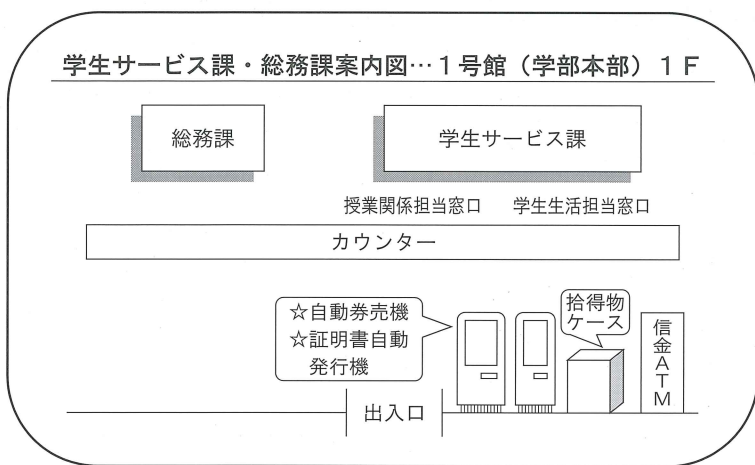 学生サービス課・総務課案内図…1号館（学部本部）1F
総務課
学生サービス課
授業関係担当窓口
学生生活担当窓口
カウンター
☆自動券売機
☆証明書自動
発行機
拾得物
ケース
信金ATM
出入口